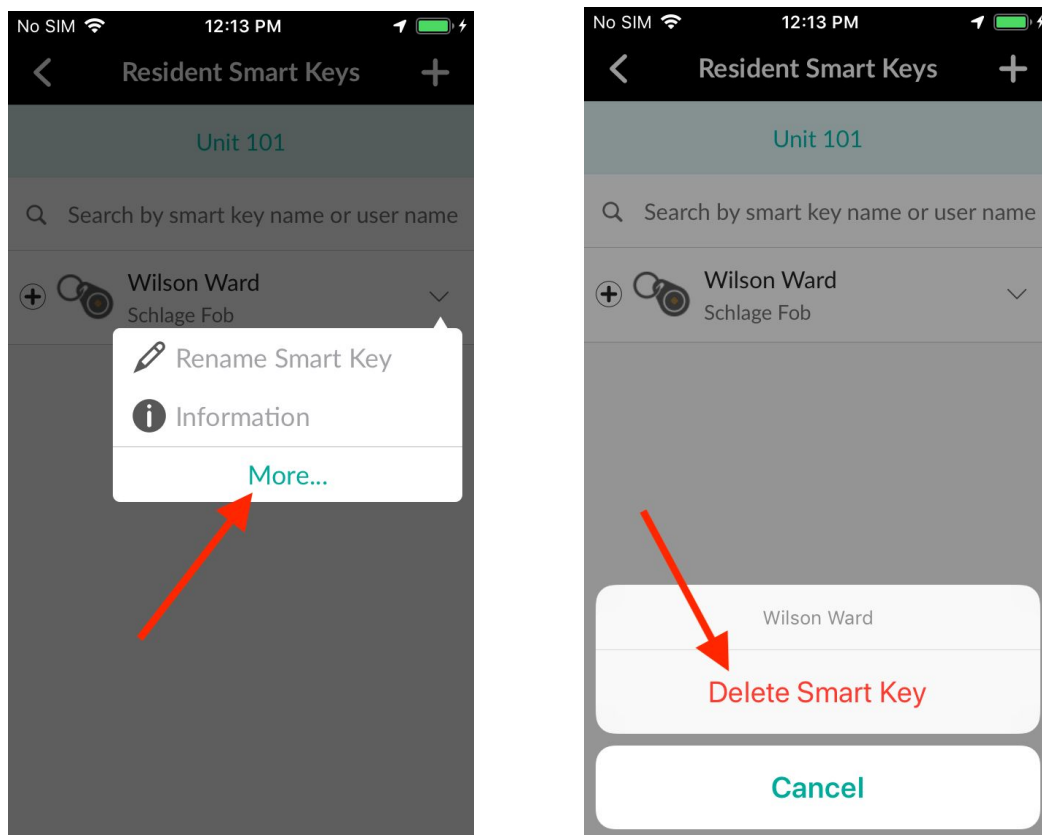 No SIM 12:13 PM
Resident Smart Keys
Unit 101
Search by smart key name or user name
Wilson Ward
Schlage Fob
Rename Smart Key
Information
More...
No SIM 12:13 PM
Resident Smart Keys
Unit 101
Search by smart key name or user name
Wilson Ward
Schlage Fob
Wilson Ward
Delete Smart Key
Cancel